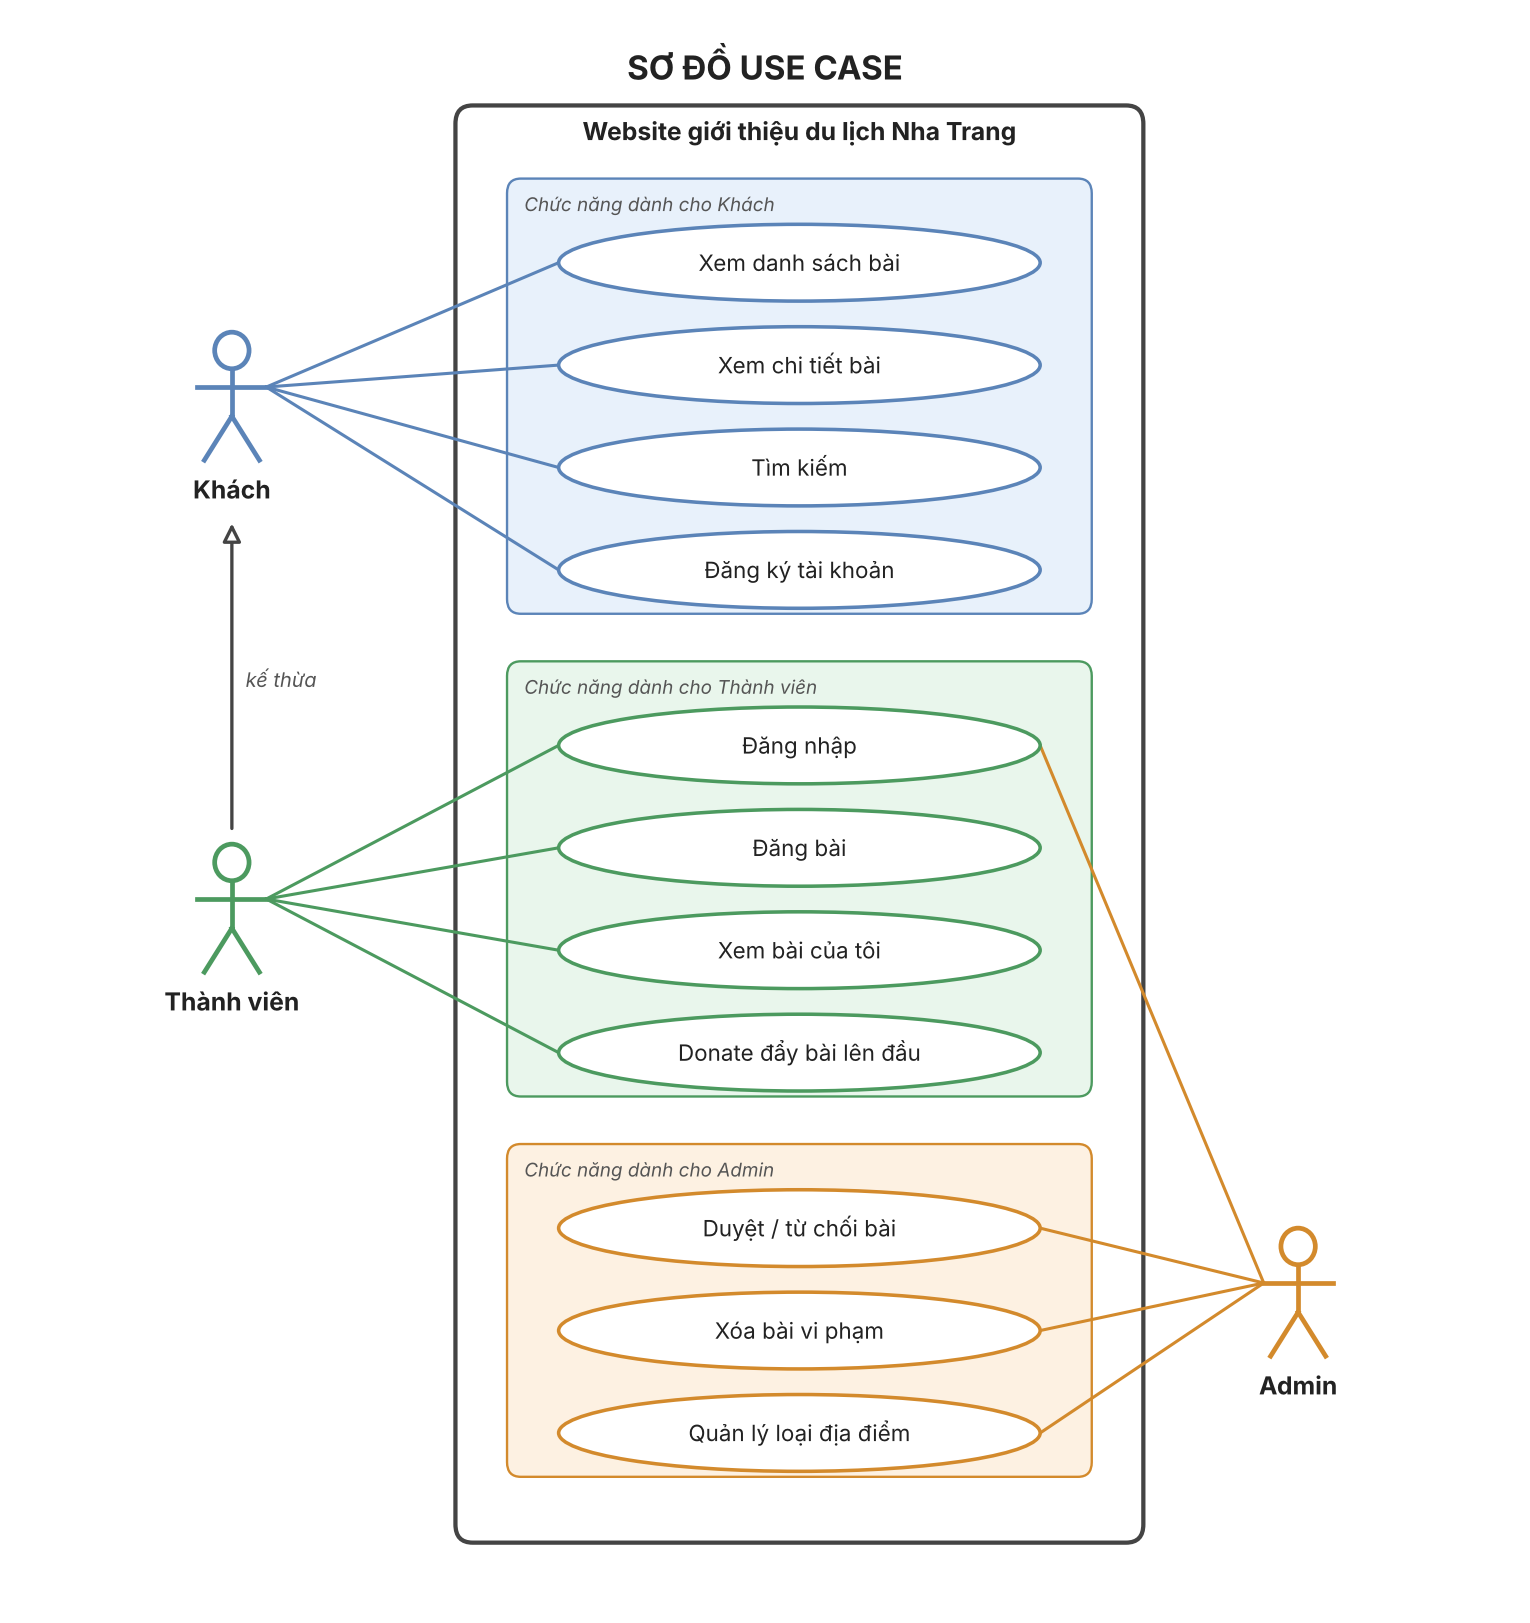 SƠ ĐỒ USE CASE
Website giới thiệu du lịch Nha Trang
Chức năng dành cho Khách
Xem danh sách bài
Xem chi tiết bài
Tìm kiếm
Đăng ký tài khoản
Khách
kế thừa
Chức năng dành cho Thành viên
Đăng nhập
Đăng bài
Xem bài của tôi
Donate đẩy bài lên đầu
Thành viên
Chức năng dành cho Admin
Duyệt / từ chối bài
Xóa bài vi phạm
Quản lý loại địa điểm
Admin